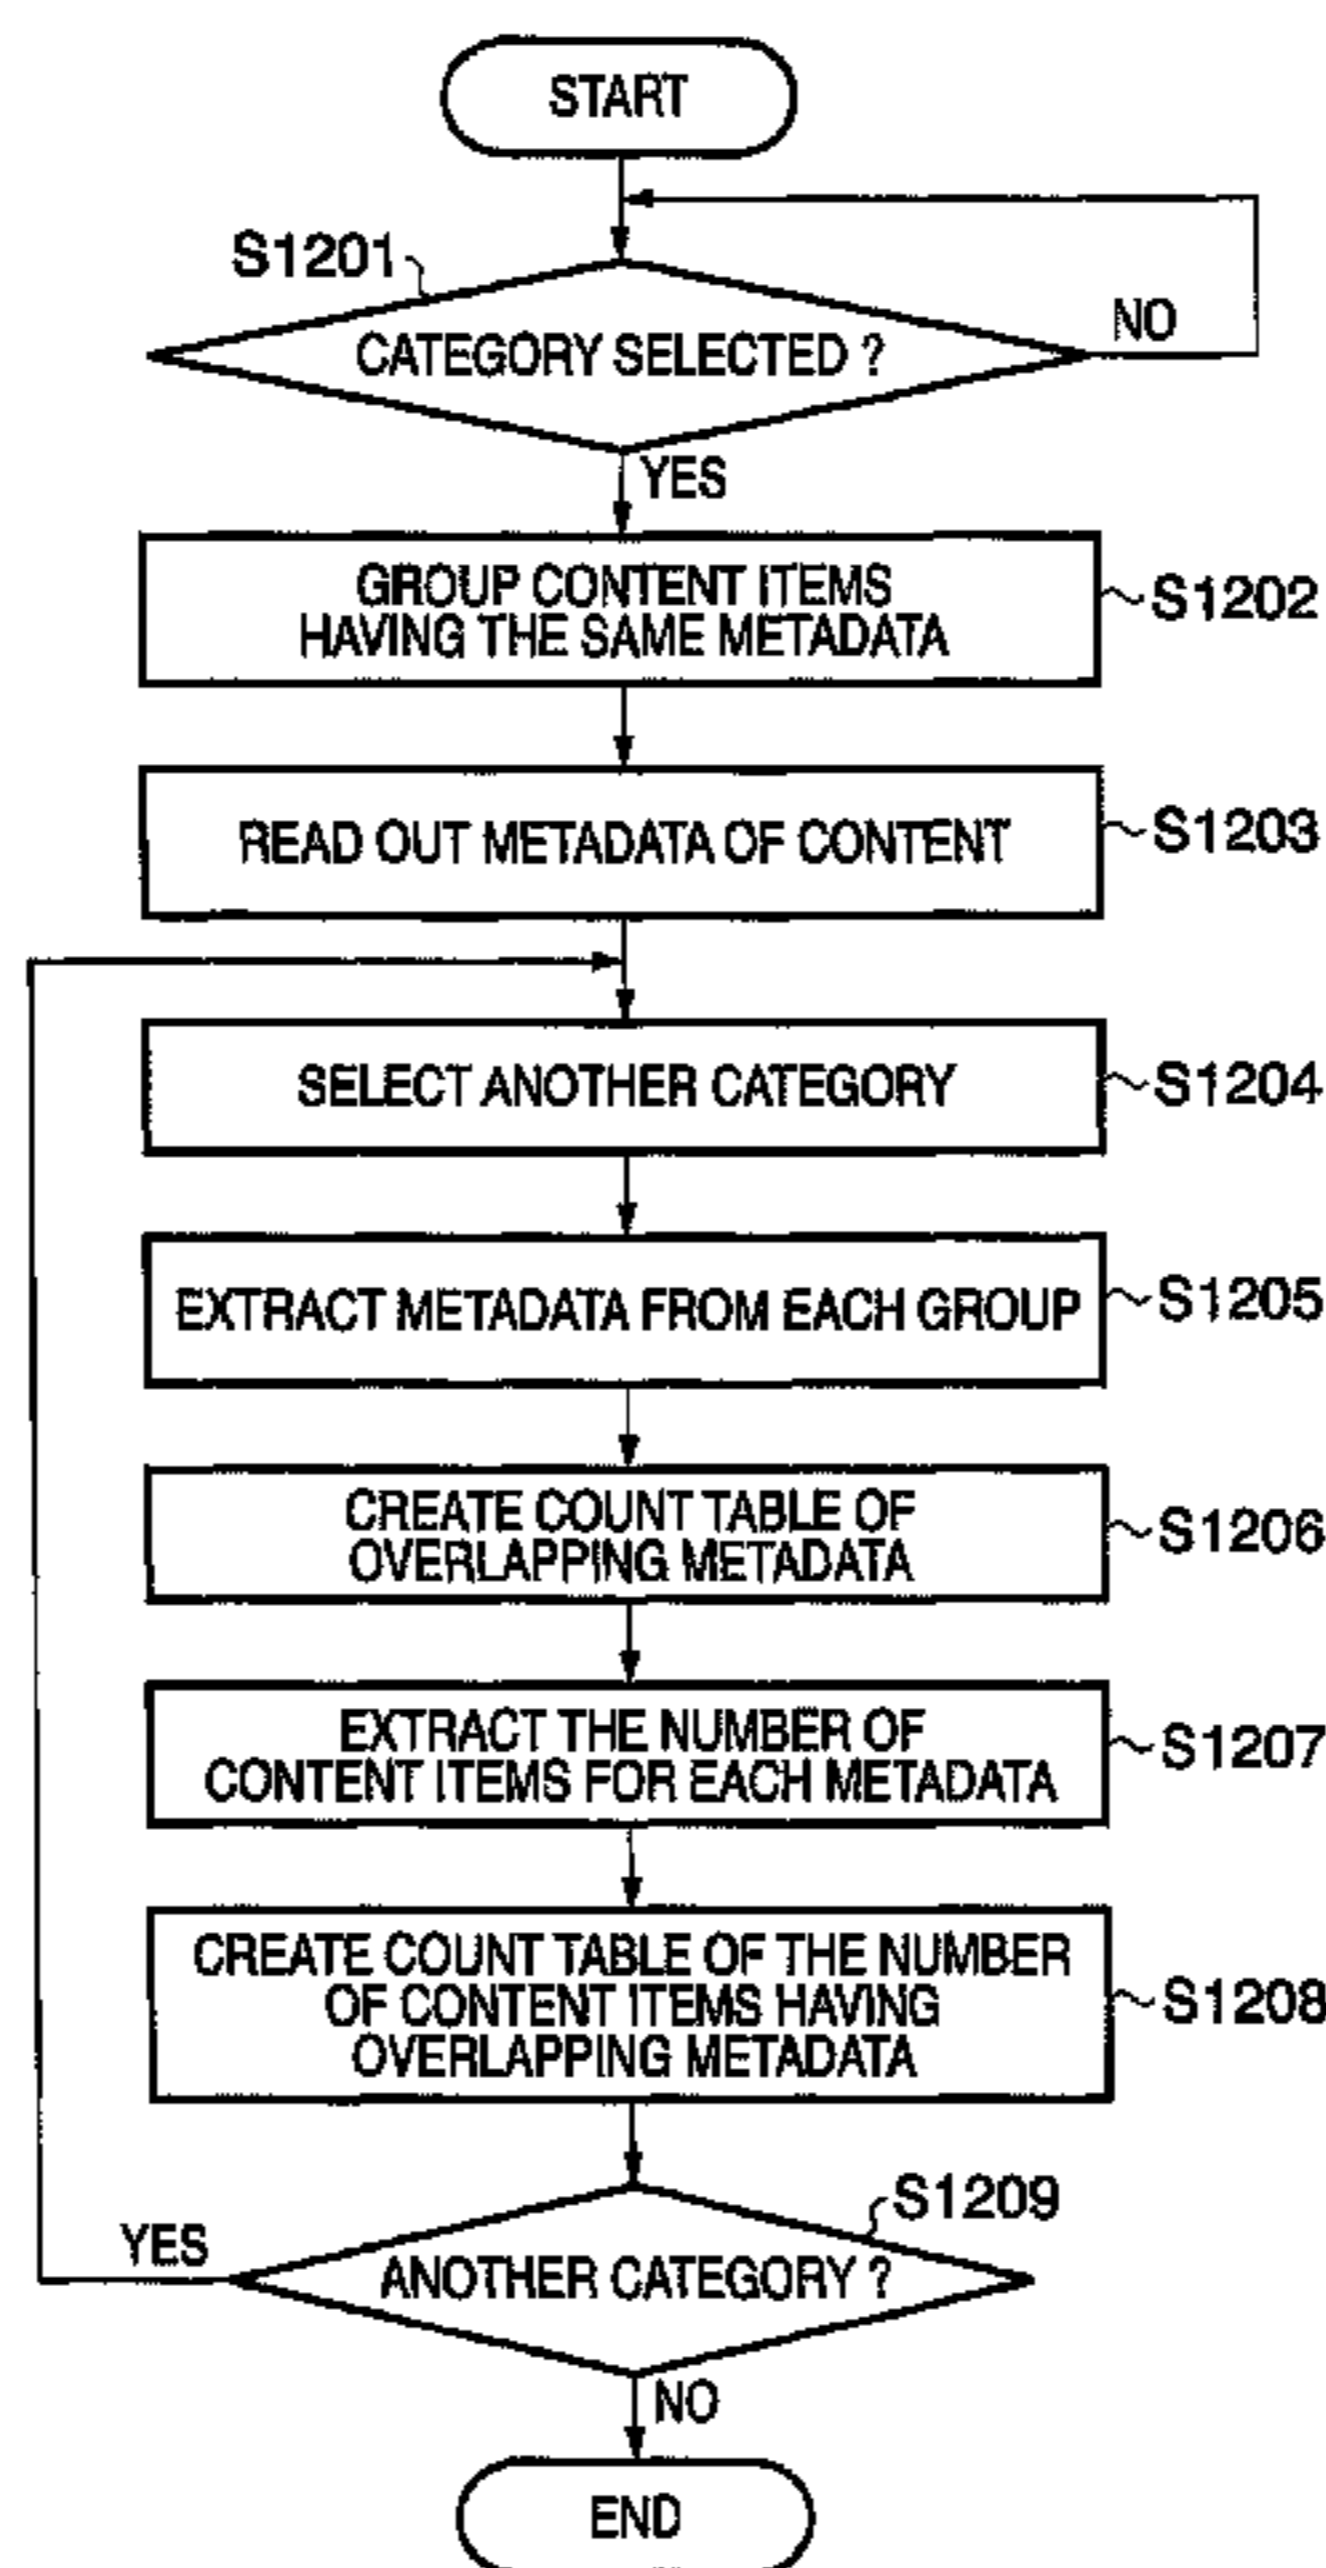 START
S1201
CATEGORY SELECTED ?
NO
YES
GROUP CONTENT ITEMS
HAVING THE SAME METADATA
S1202
READ OUT METADATA OF CONTENT
S1203
SELECT ANOTHER CATEGORY
S1204
EXTRACT METADATA FROM EACH GROUP
S1205
CREATE COUNT TABLE OF
OVERLAPPING METADATA
S1206
EXTRACT THE NUMBER OF
CONTENT ITEMS FOR EACH METADATA
S1207
CREATE COUNT TABLE OF THE NUMBER
OF CONTENT ITEMS HAVING
OVERLAPPING METADATA
S1208
S1209
YES
ANOTHER CATEGORY ?
NO
END